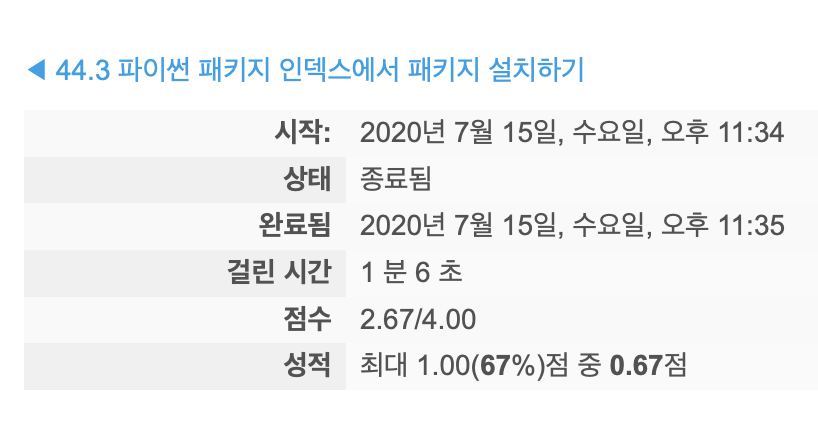 ◀ 44.3 파이썬 패키지 인덱스에서 패키지 설치하기
시작: 2020년 7월 15일, 수요일, 오후 11:34
상태 종료됨
완료됨 2020년 7월 15일, 수요일, 오후 11:35
걸린 시간 1 분 6 초
점수 2.67/4.00
성적 최대 1.00(67%)점 중 0.67점